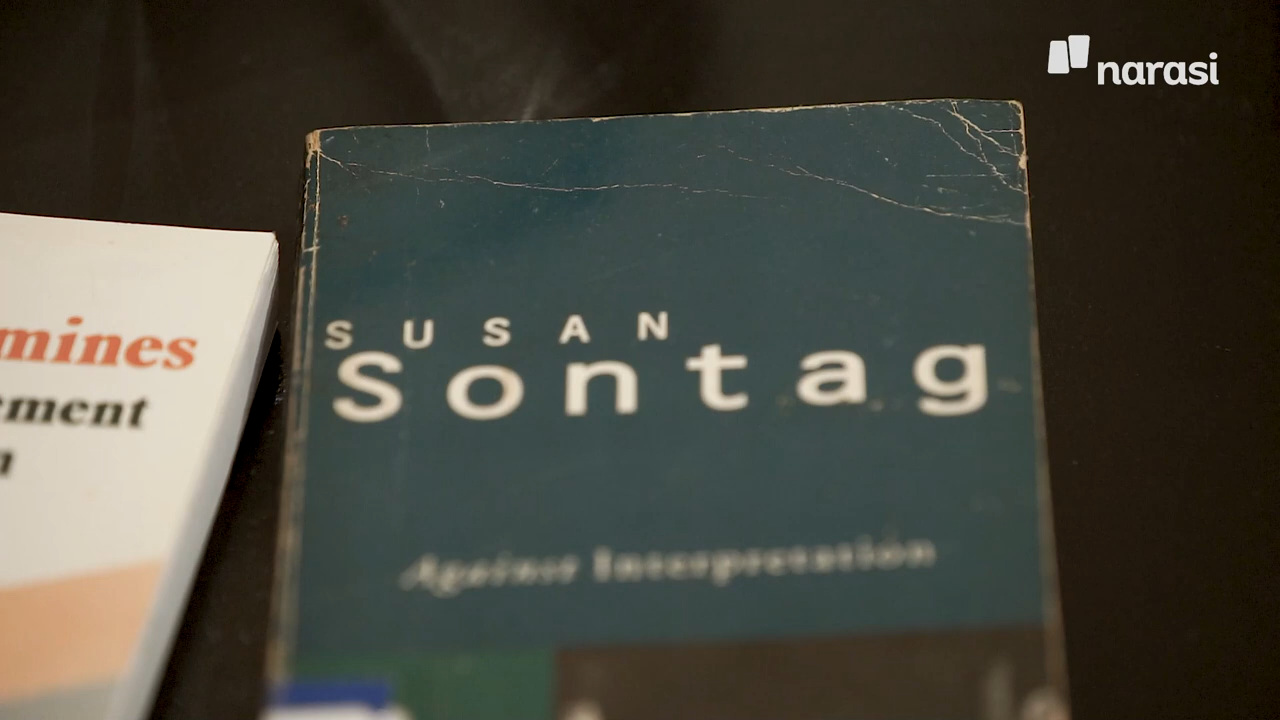 narasi
mines
ement
SUSAN
Sontag
Against Interpretation